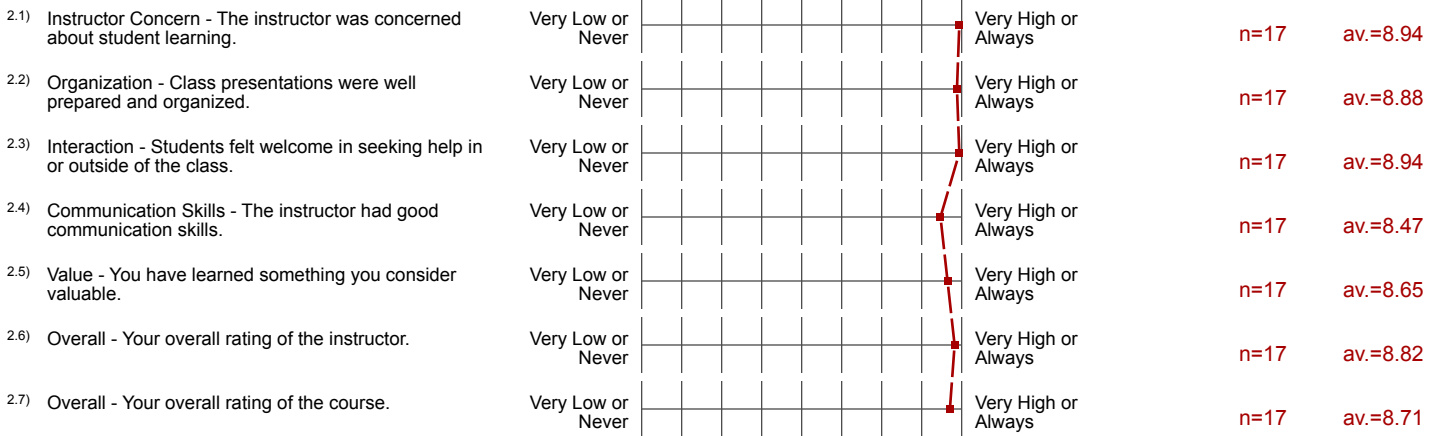 2.1) Instructor Concern - The instructor was concerned about student learning. Very Low or Never Very High or Always n=17 av.=8.94
2.2) Organization - Class presentations were well prepared and organized. Very Low or Never Very High or Always n=17 av.=8.88
2.3) Interaction - Students felt welcome in seeking help in or outside of the class. Very Low or Never Very High or Always n=17 av.=8.94
2.4) Communication Skills - The instructor had good communication skills. Very Low or Never Very High or Always n=17 av.=8.47
2.5) Value - You have learned something you consider valuable. Very Low or Never Very High or Always n=17 av.=8.65
2.6) Overall - Your overall rating of the instructor. Very Low or Never Very High or Always n=17 av.=8.82
2.7) Overall - Your overall rating of the course. Very Low or Never Very High or Always n=17 av.=8.71